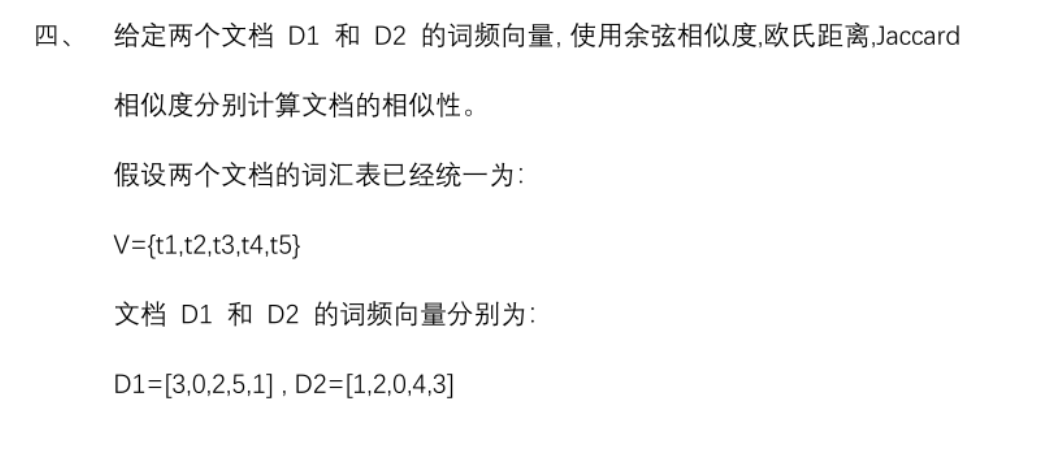 四、 给定两个文档 D1 和 D2 的词频向量, 使用余弦相似度,欧氏距离,Jaccard
相似度分别计算文档的相似性。
假设两个文档的词汇表已经统一为：
V={t1,t2,t3,t4,t5}
文档 D1 和 D2 的词频向量分别为：
D1=[3,0,2,5,1] , D2=[1,2,0,4,3]